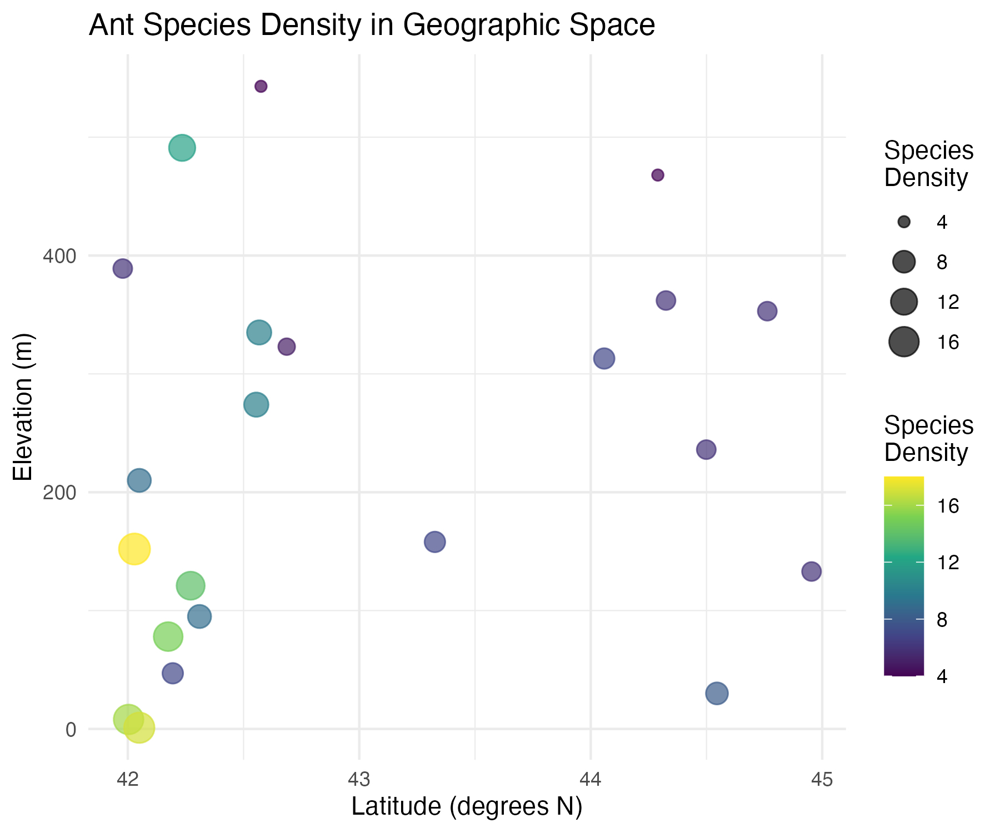 Ant Species Density in Geographic Space
Elevation (m)
400
200
0
42
43
44
45
Latitude (degrees N)
Species
Density
4
8
12
16
Species
Density
16
12
8
4